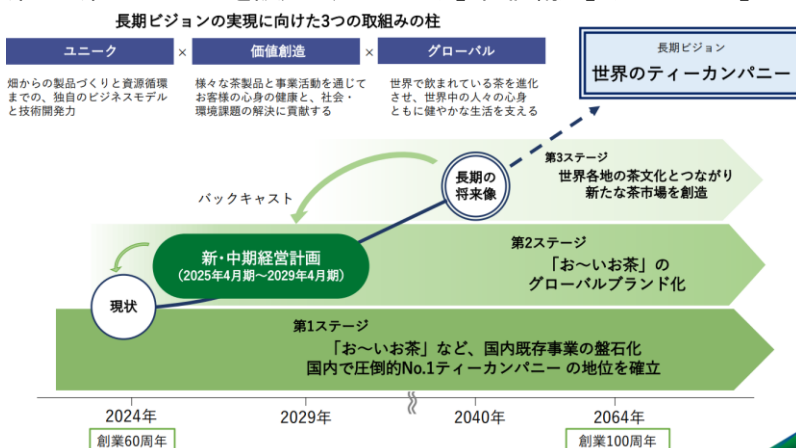 長期ビジョンの実現に向けた3つの取組みの柱
ユニーク
×
価値創造
×
グローバル
畑からの製品づくりと資源循環
までの、独自のビジネスモデル
と技術開発力
様々な茶製品と事業活動を通じて
お客様の心身の健康と、社会・
環境課題の解決に貢献する
世界で飲まれている茶を進化
させ、世界中の人々の心身
ともに健やかな生活を支える
長期ビジョン
世界のティーカンパニー
第3ステージ
世界各地の茶文化とつながり
新たな茶市場を創造
長期の
将来像
バックキャスト
新・中期経営計画
(2025年4月期～2029年4月期)
第2ステージ
「お～いお茶」の
グローバルブランド化
現状
第1ステージ
「お～いお茶」など、国内既存事業の盤石化
国内で圧倒的No.1ティーカンパニー の地位を確立
2024年
2029年
2040年
2064年
創業60周年
創業100周年